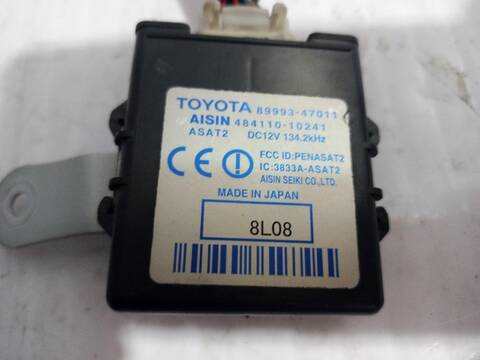 TOYOTA 89993-47011
AISIN 484110-10241
ASAT2 DC12V 134.2kHz
CE FCC ID:PENASAT2
IC:3833A-ASAT2
AISIN SEIKI CO.,LTD.
MADE IN JAPAN
8L08